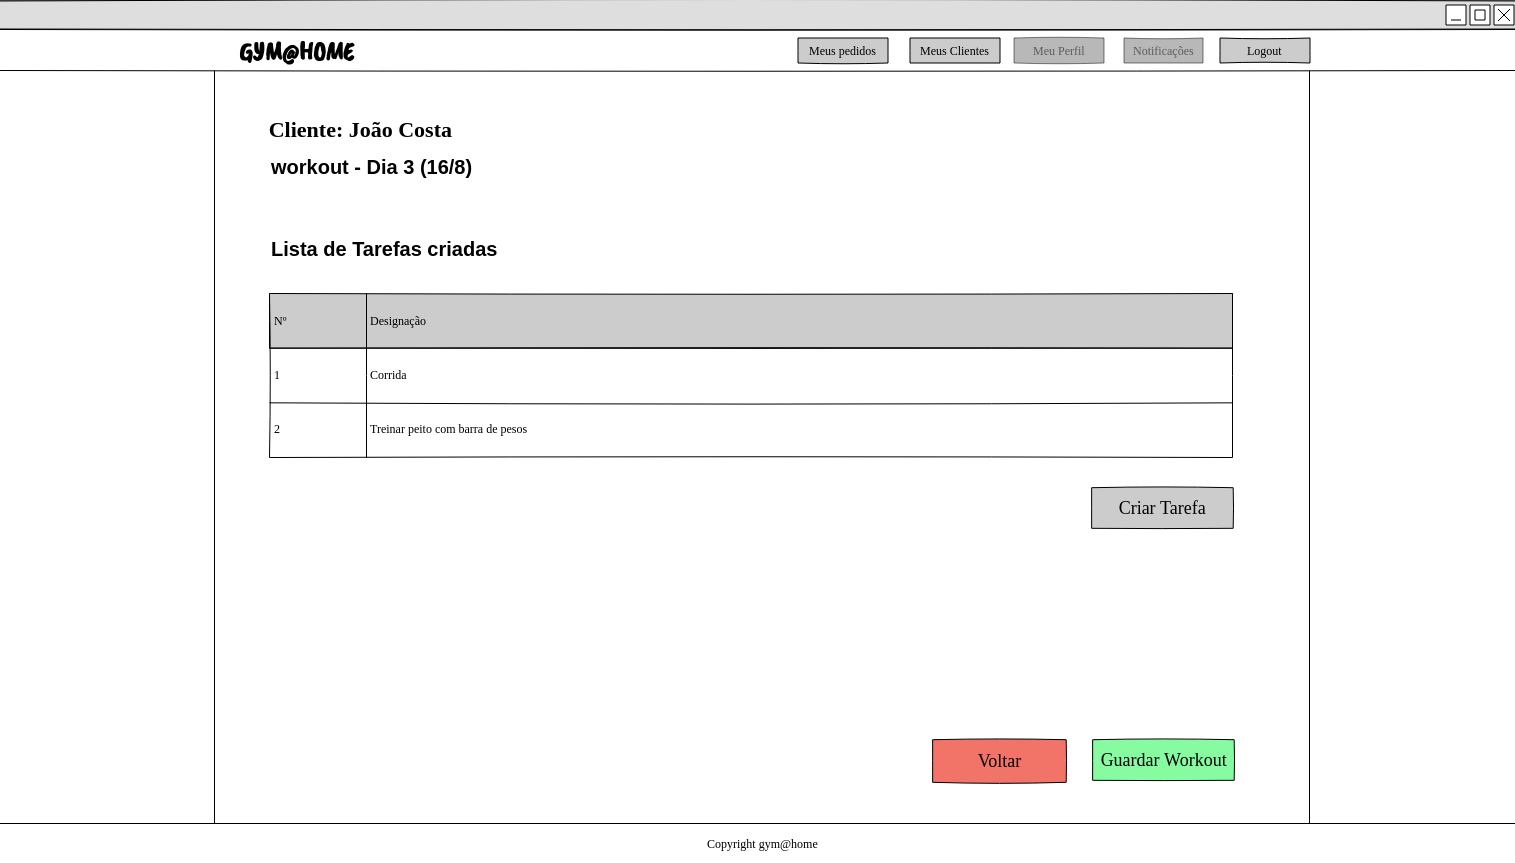 GYM@HOME
Meus pedidos
Meus Clientes
Meu Perfil
Notificações
Logout
Cliente: João Costa
workout - Dia 3 (16/8)
Lista de Tarefas criadas
Nº Designação
1 Corrida
2 Treinar peito com barra de pesos
Criar Tarefa
Voltar
Guardar Workout
Copyright gym@home